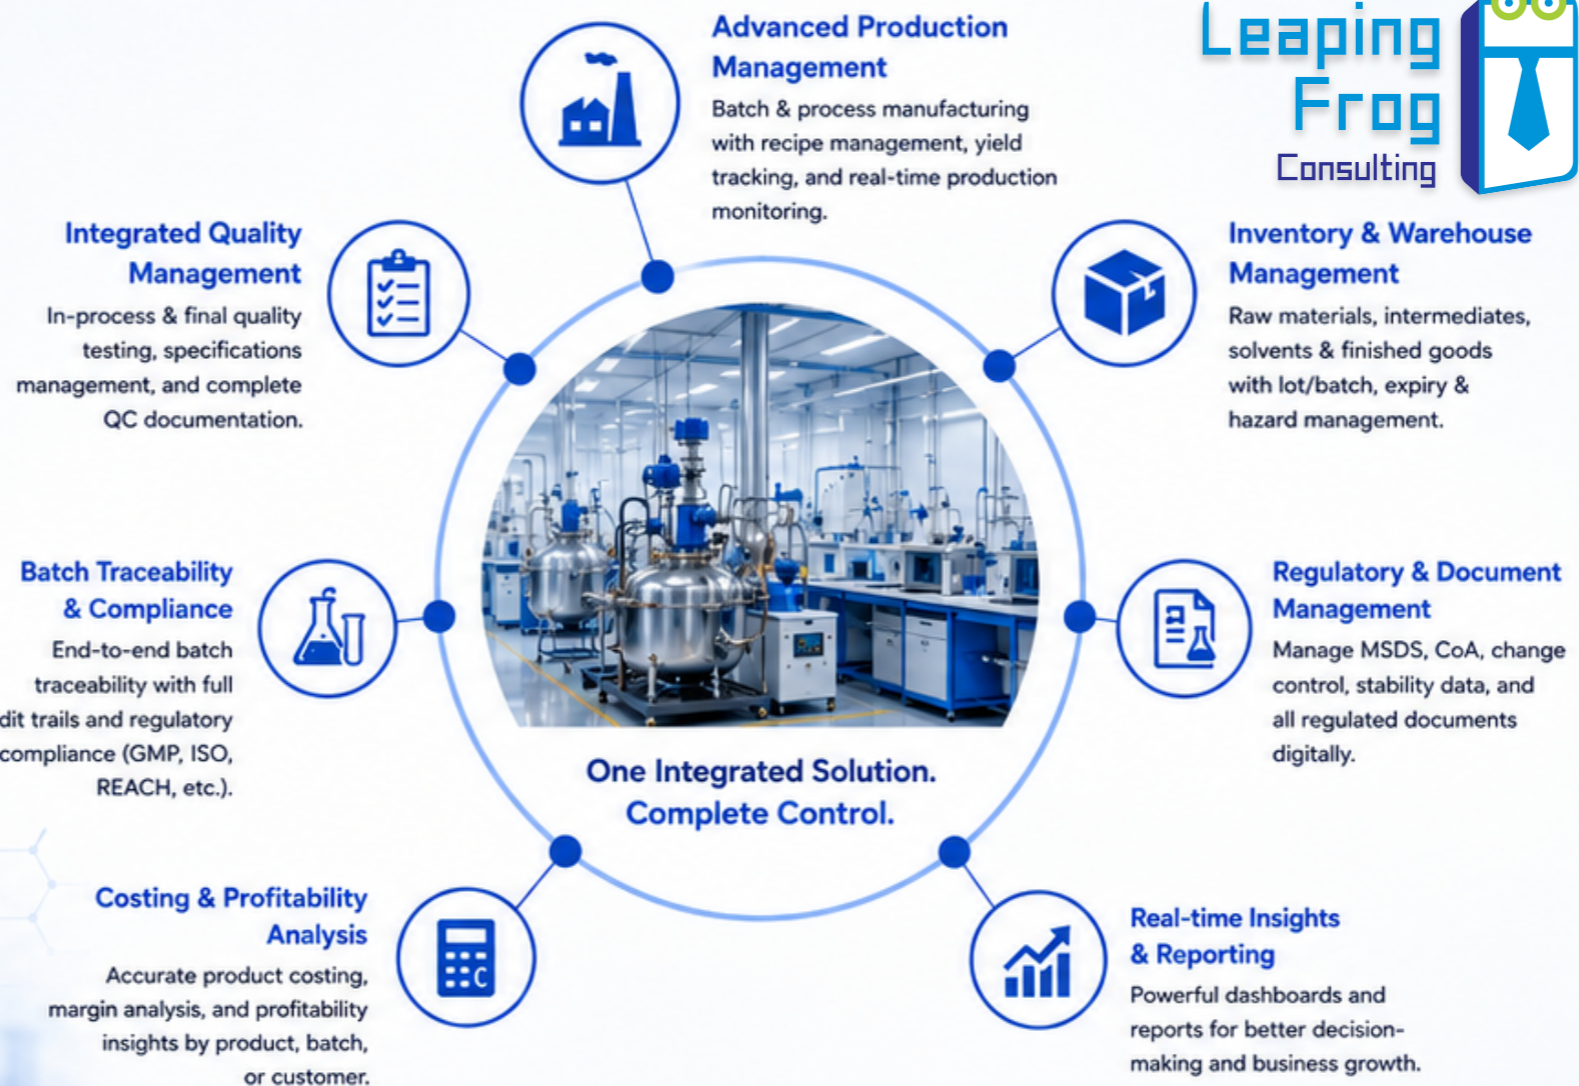 Advanced Production
Management
Batch & process manufacturing
with recipe management, yield
tracking, and real-time production
monitoring.
Leaping
Frog
Consulting
Integrated Quality
Management
In-process & final quality
testing, specifications
management, and complete
QC documentation.
Inventory & Warehouse
Management
Raw materials, intermediates,
solvents & finished goods
with lot/batch, expiry &
hazard management.
Batch Traceability
& Compliance
End-to-end batch
traceability with full
dit trails and regulatory
compliance (GMP, ISO,
REACH, etc.).
Regulatory & Document
Management
Manage MSDS, CoA, change
control, stability data, and
all regulated documents
digitally.
One Integrated Solution.
Complete Control.
Costing & Profitability
Analysis
Accurate product costing,
margin analysis, and profitability
insights by product, batch,
or customer.
C
Real-time Insights
& Reporting
Powerful dashboards and
reports for better decision-
making and business growth.